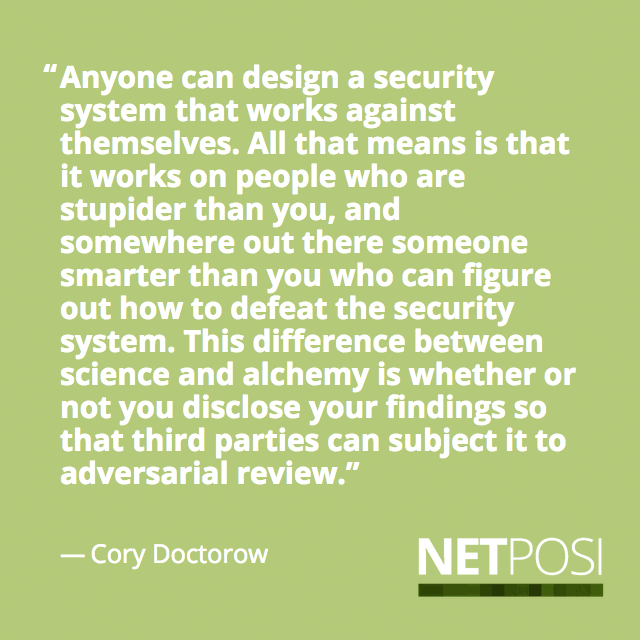 “Anyone can design a security
system that works against
themselves. All that means is that
it works on people who are
stupider than you, and
somewhere out there someone
smarter than you who can figure
out how to defeat the security
system. This difference between
science and alchemy is whether or
not you disclose your findings so
that third parties can subject it to
adversarial review.”
— Cory Doctorow
NETPOSI